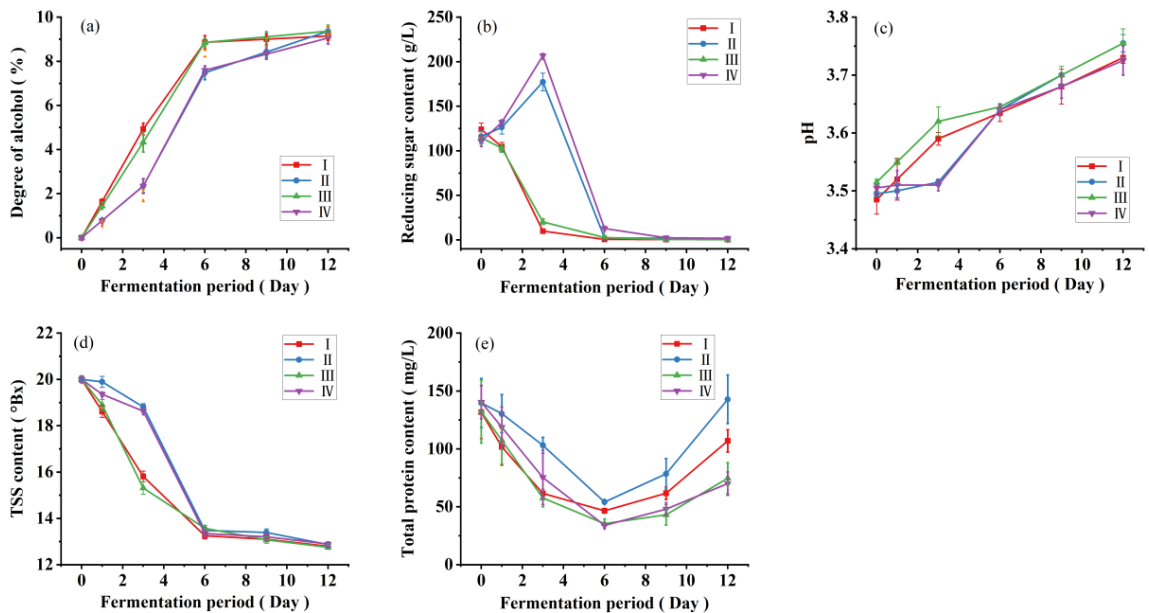 (a)
Degree of alcohol ( % )
10
8
6
4
2
0
I
II
III
IV
0 2 4 6 8 10 12
Fermentation period ( Day )
(b)
Reducing sugar content ( g/L )
250
200
150
100
50
0
I
II
III
IV
0 2 4 6 8 10 12
Fermentation period ( Day )
(c)
pH
3.8
3.7
3.6
3.5
3.4
I
II
III
IV
0 2 4 6 8 10 12
Fermentation period ( Day )
(d)
TSS content ( °Bx)
22
20
18
16
14
12
I
II
III
IV
0 2 4 6 8 10 12
Fermentation period ( Day )
(e)
Total protein content ( mg/L )
200
150
100
50
0
I
II
III
IV
0 2 4 6 8 10 12
Fermentation period ( Day )